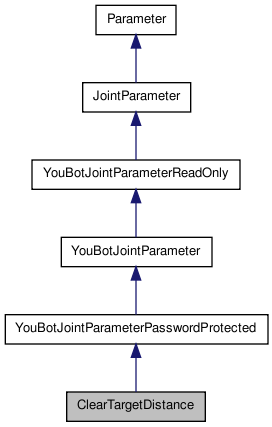 Parameter
JointParameter
YouBotJointParameterReadOnly
YouBotJointParameter
YouBotJointParameterPasswordProtected
ClearTargetDistance